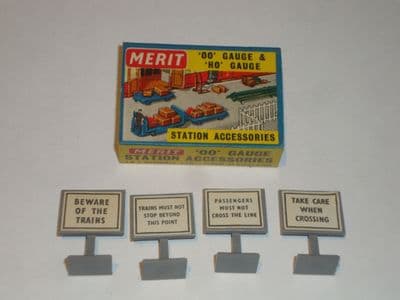 MERIT
'OO' GAUGE &
'HO' GAUGE
STATION ACCESSORIES
MERIT 'OO' GAUGE
STATION ACCESSORIES
BEWARE
OF THE
TRAINS
TRAINS MUST NOT
STOP BEYOND
THIS POINT
PASSENGERS
MUST NOT
CROSS THE LINE
TAKE CARE
WHEN
CROSSING